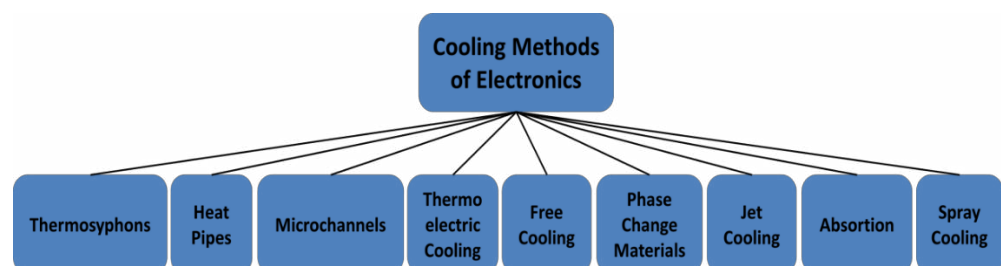 Cooling Methods
of Electronics
Thermosyphons
Heat
Pipes
Microchannels
Thermo
electric
Cooling
Free
Cooling
Phase
Change
Materials
Jet
Cooling
Absortion
Spray
Cooling